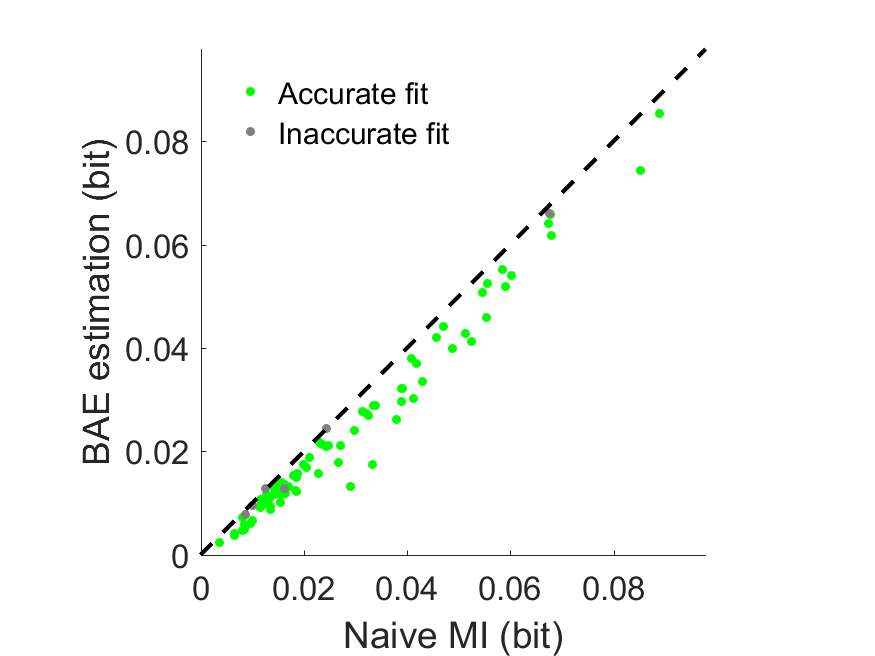 Accurate fit
Inaccurate fit
BAE estimation (bit)
0.08
0.06
0.04
0.02
0
0 0.02 0.04 0.06 0.08
Naive MI (bit)